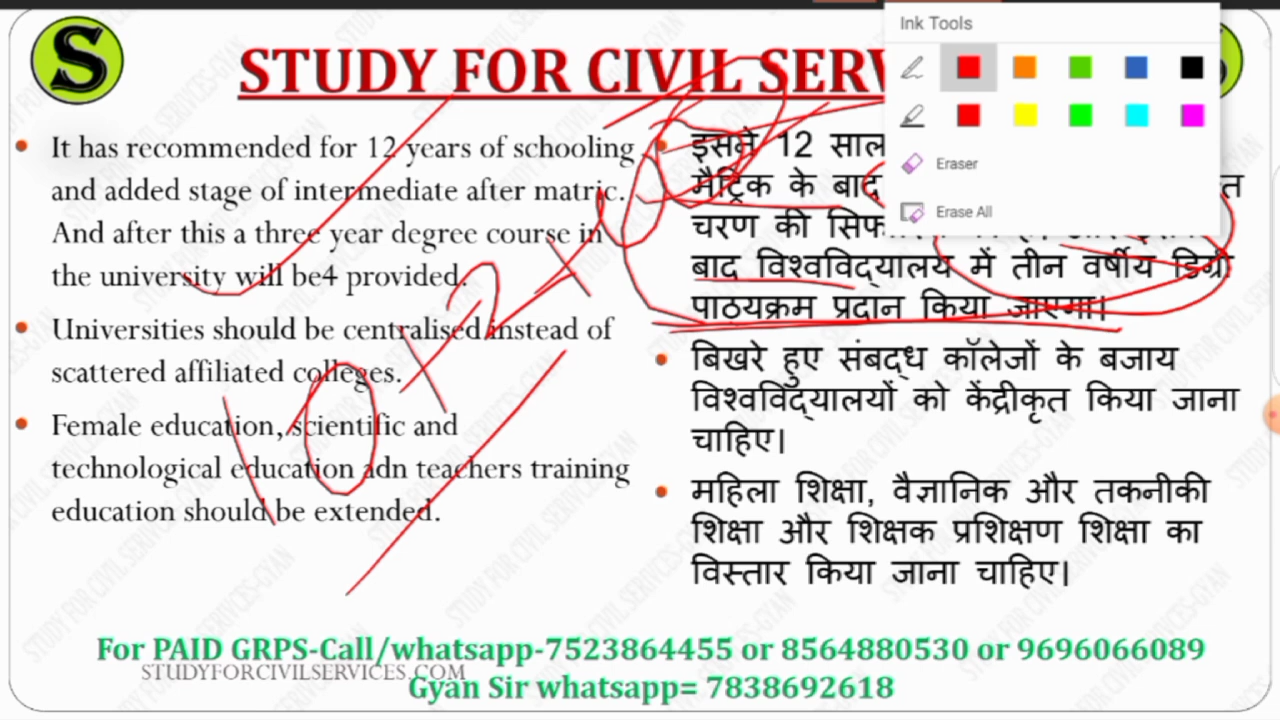 Ink Tools
S
STUDY FOR CIVIL SERV
Eraser
Erase All
It has recommended for 12 years of schooling
and added stage of intermediate after matric.
And after this a three year degree course in
the university will be4 provided.
Universities should be centralised instead of
scattered affiliated colleges.
Female education, scientific and
technological education adn teachers training
education should be extended.
10+2+
इसने 12 साल
मैट्रिक के बाद त
चरण की
बाद विश्वविद्यालय में तीन वर्षीय डिग्री
पाठयक्रम प्रदान किया जाएगा।
बिखरे हुए संबद्ध कॉलेजों के बजाय
विश्वविद्यालयों को केंद्रीकृत किया जाना
चाहिए।
महिला शिक्षा, वैज्ञानिक और तकनीकी
शिक्षा और शिक्षक प्रशिक्षण शिक्षा का
विस्तार किया जाना चाहिए।
For PAID GRPS-Call/whatsapp-7523864455 or 8564880530 or 9696066089
STUDYFORCIVILSERVICES.COM
Gyan Sir whatsapp= 7838692618